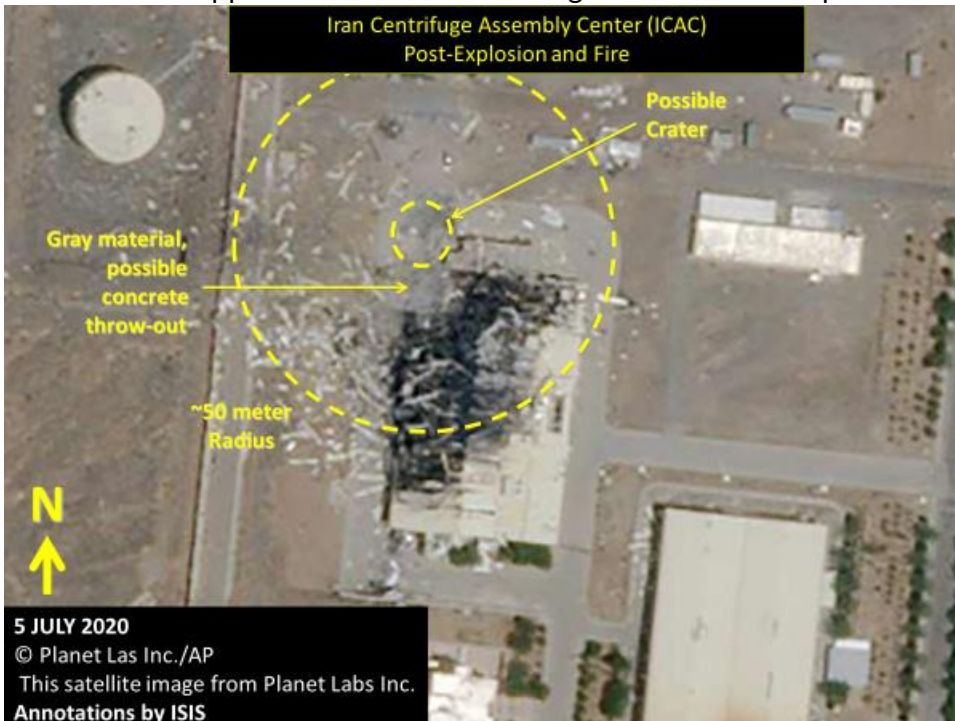 Iran Centrifuge Assembly Center (ICAC)
Post-Explosion and Fire
Possible
Crater
Gray material,
possible
concrete
throw-out
~50 meter
Radius
N
5 JULY 2020
© Planet Las Inc./AP
This satellite image from Planet Labs Inc.
Annotations by ISIS